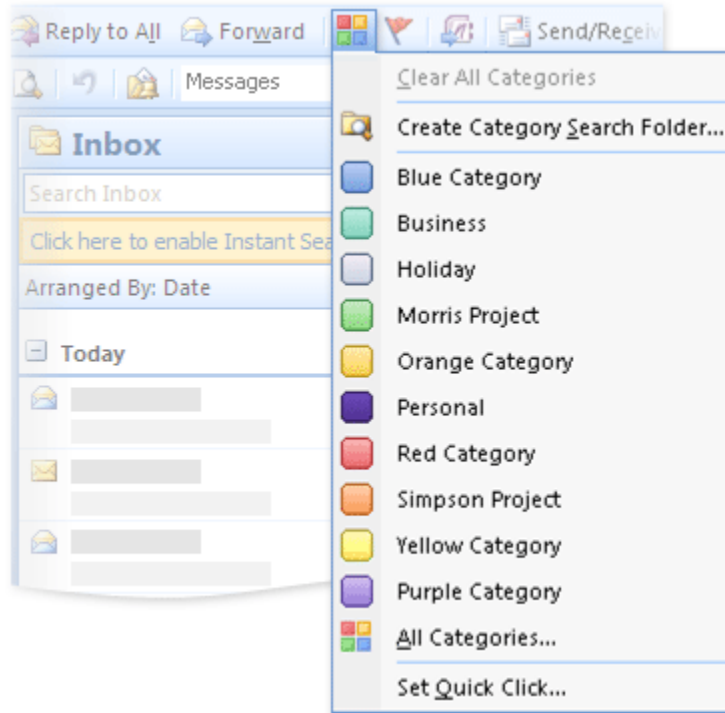 Reply to All Forward Send/Receiv
Messages
Inbox
Search Inbox
Click here to enable Instant Sea
Arranged By: Date
Today
Clear All Categories
Create Category Search Folder...
Blue Category
Business
Holiday
Morris Project
Orange Category
Personal
Red Category
Simpson Project
Yellow Category
Purple Category
All Categories...
Set Quick Click...